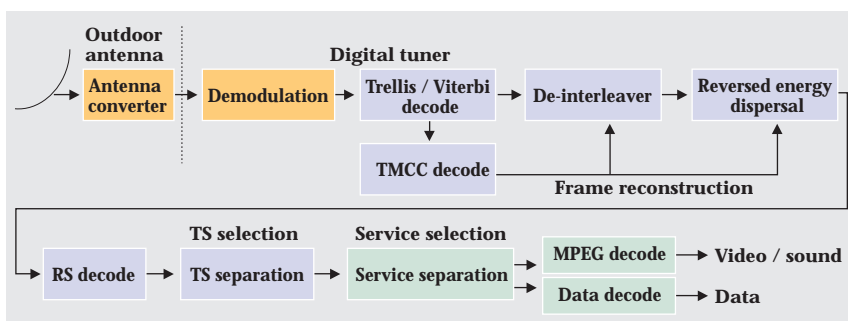 Outdoor
antenna
Digital tuner
Antenna
converter
Demodulation
Trellis / Viterbi
decode
De-interleaver
Reversed energy
dispersal
TMCC decode
Frame reconstruction
TS selection
Service selection
RS decode
TS separation
Service separation
MPEG decode
Video / sound
Data decode
Data